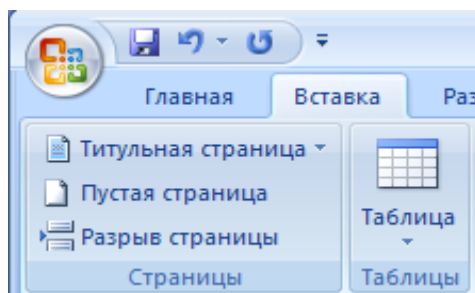 Главная Вставка
Титульная страница
Пустая страница
Разрыв страницы
Таблица
Страницы Таблицы